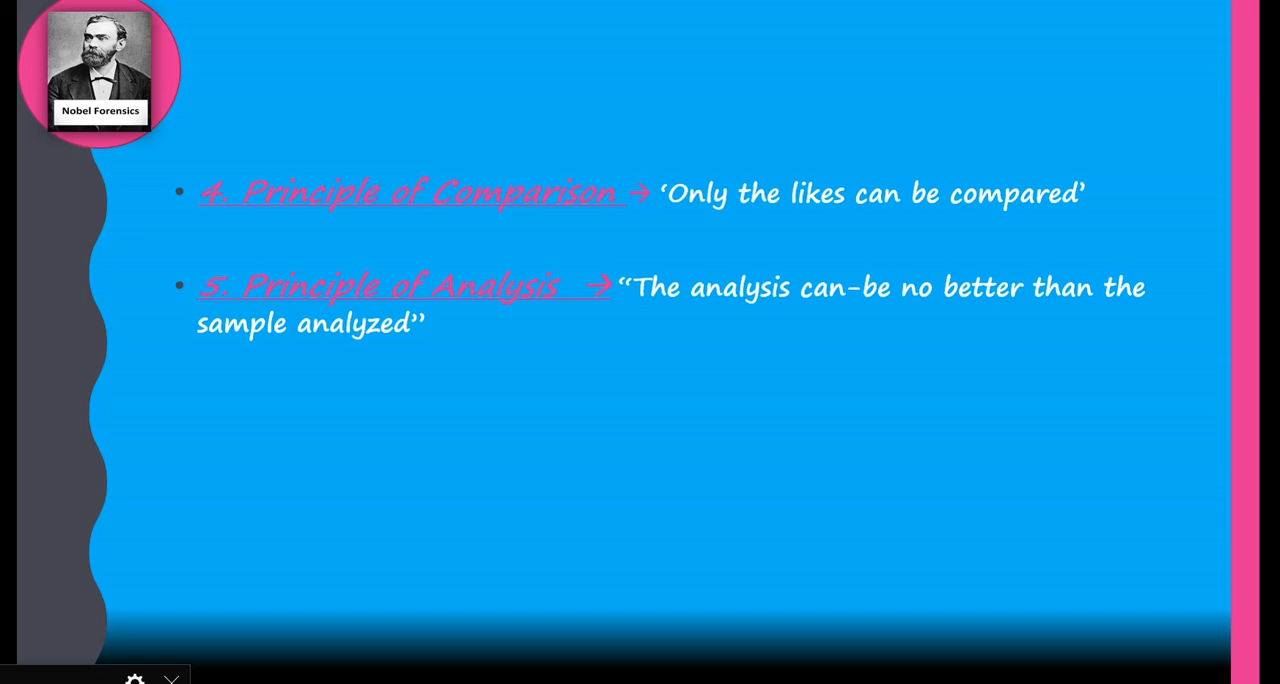 Nobel Forensics
• 4. Principle of Comparison → ‘Only the likes can be compared’
• 5. Principle of Analysis → “The analysis can-be no better than the
sample analyzed”